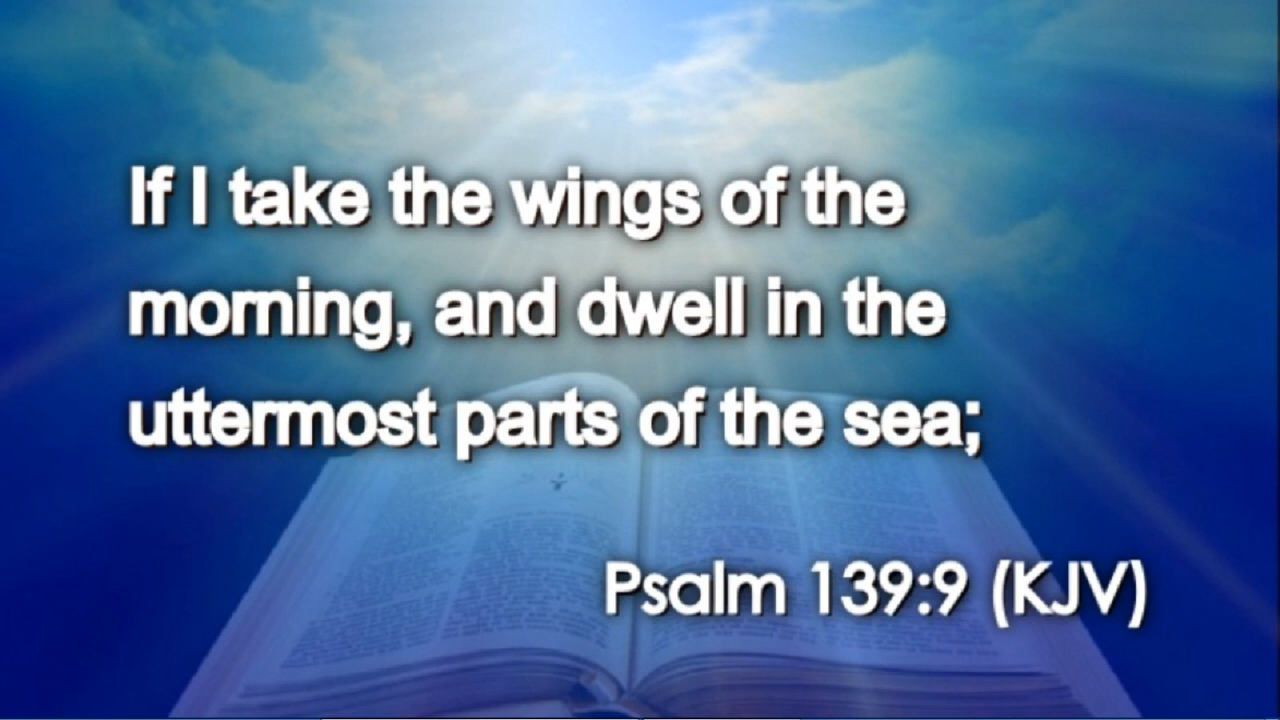 If I take the wings of the
morning, and dwell in the
uttermost parts of the sea;
Psalm 139:9 (KJV)